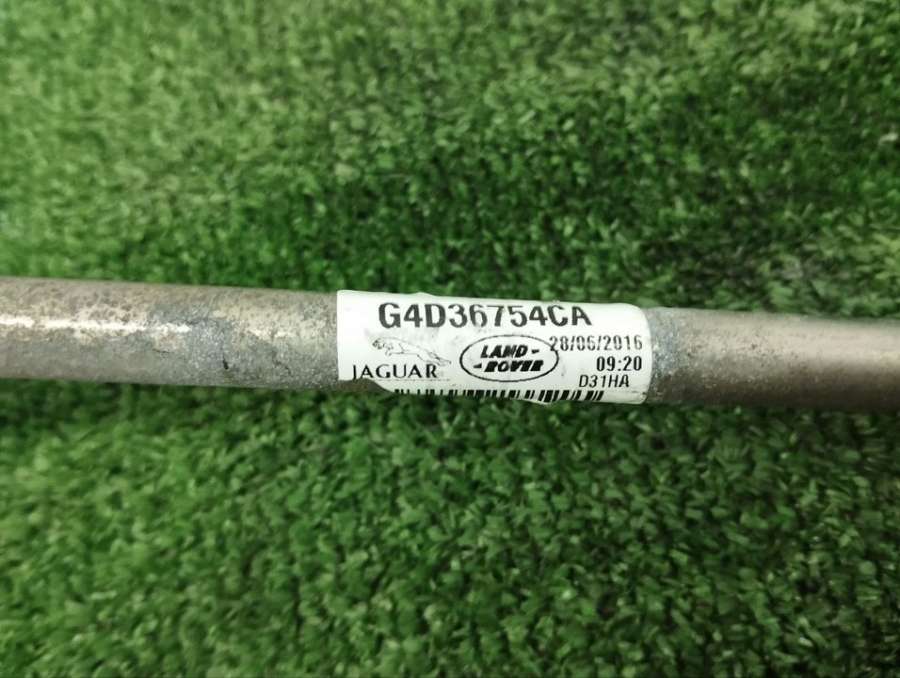 G4D36754CA
28/06/2016
JAGUAR
LAND-
-ROVER
09:20
D31HA